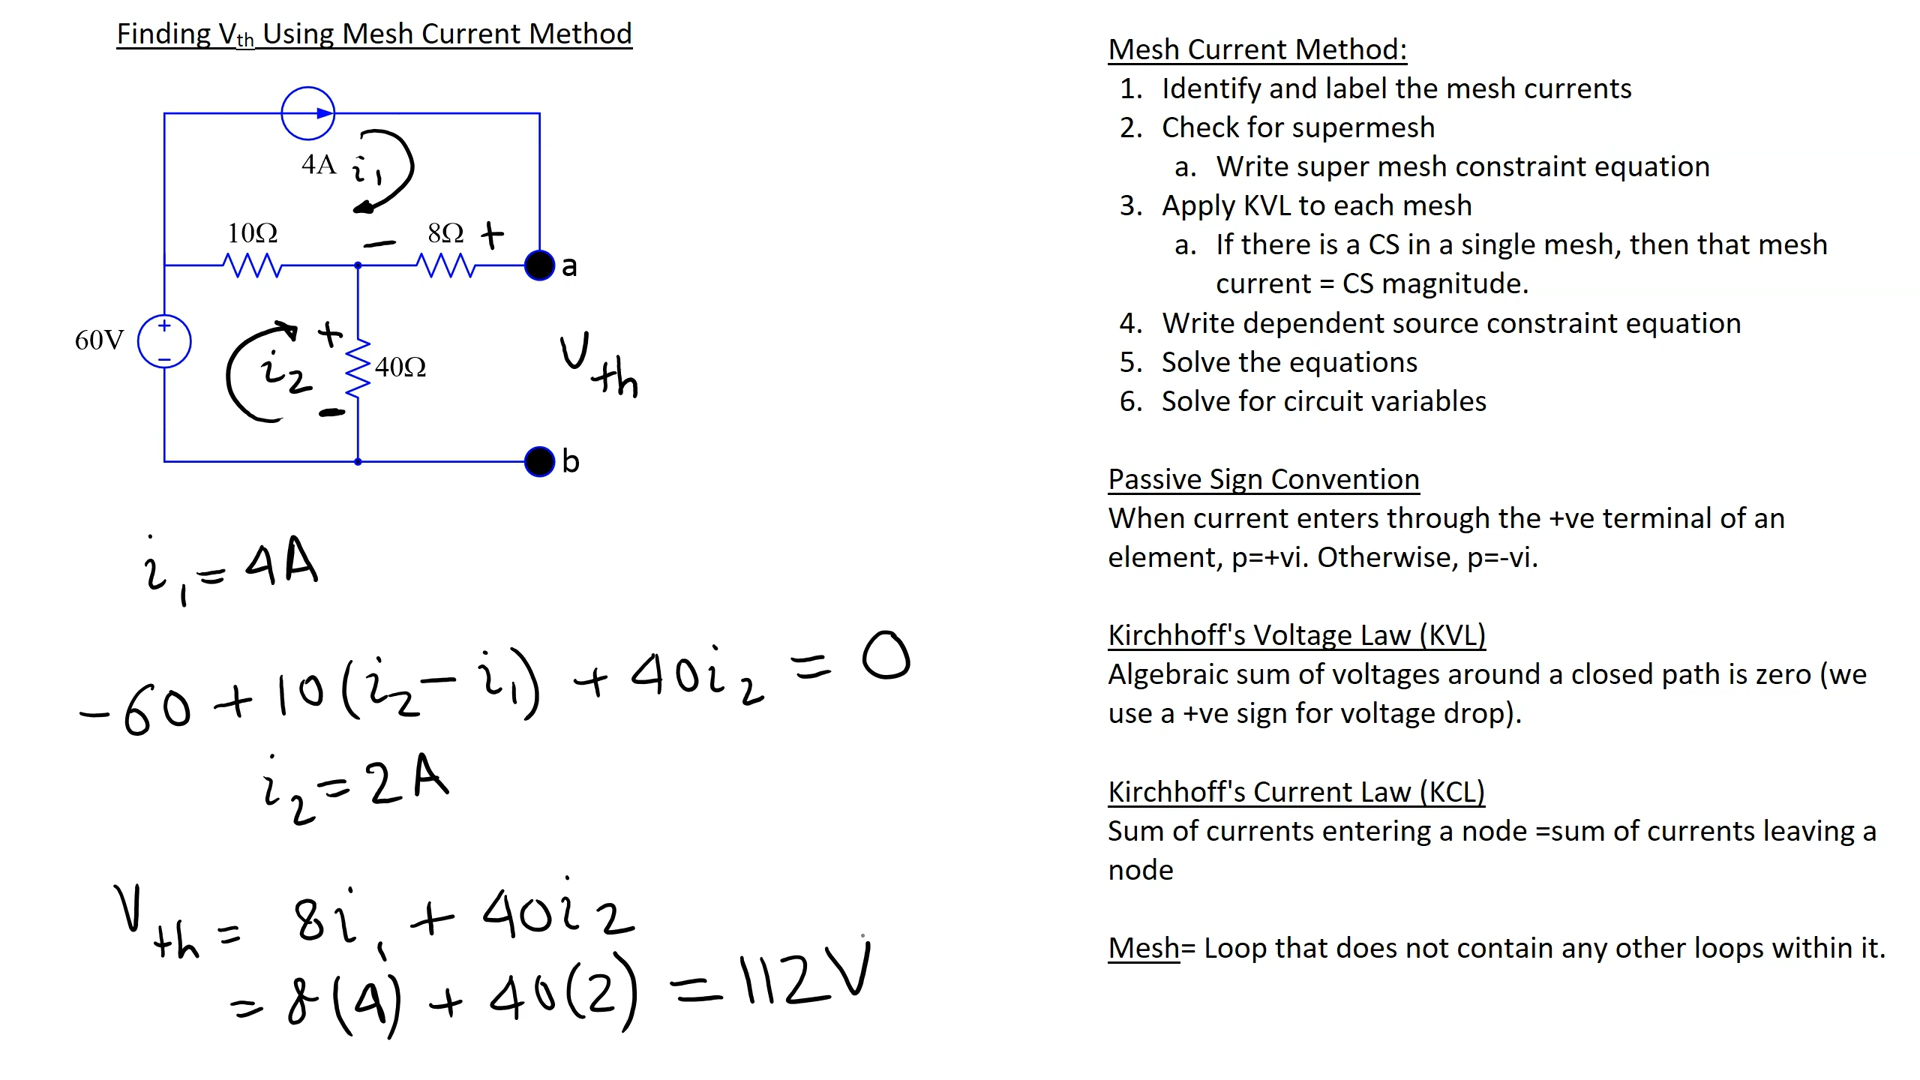 Finding Vth Using Mesh Current Method
4A i₁
10Ω − 8Ω +
a
60V
+
−
i₂ + − 40Ω
Vth
b
i₁ = 4A
-60 + 10(i₂ - i₁) + 40i₂ = 0
i₂ = 2A
Vth = 8i₁ + 40i₂
= 8(4) + 40(2) = 112V
Mesh Current Method:
1. Identify and label the mesh currents
2. Check for supermesh
a. Write super mesh constraint equation
3. Apply KVL to each mesh
a. If there is a CS in a single mesh, then that mesh
current = CS magnitude.
4. Write dependent source constraint equation
5. Solve the equations
6. Solve for circuit variables
Passive Sign Convention
When current enters through the +ve terminal of an
element, p=+vi. Otherwise, p=-vi.
Kirchhoff's Voltage Law (KVL)
Algebraic sum of voltages around a closed path is zero (we
use a +ve sign for voltage drop).
Kirchhoff's Current Law (KCL)
Sum of currents entering a node =sum of currents leaving a
node
Mesh= Loop that does not contain any other loops within it.